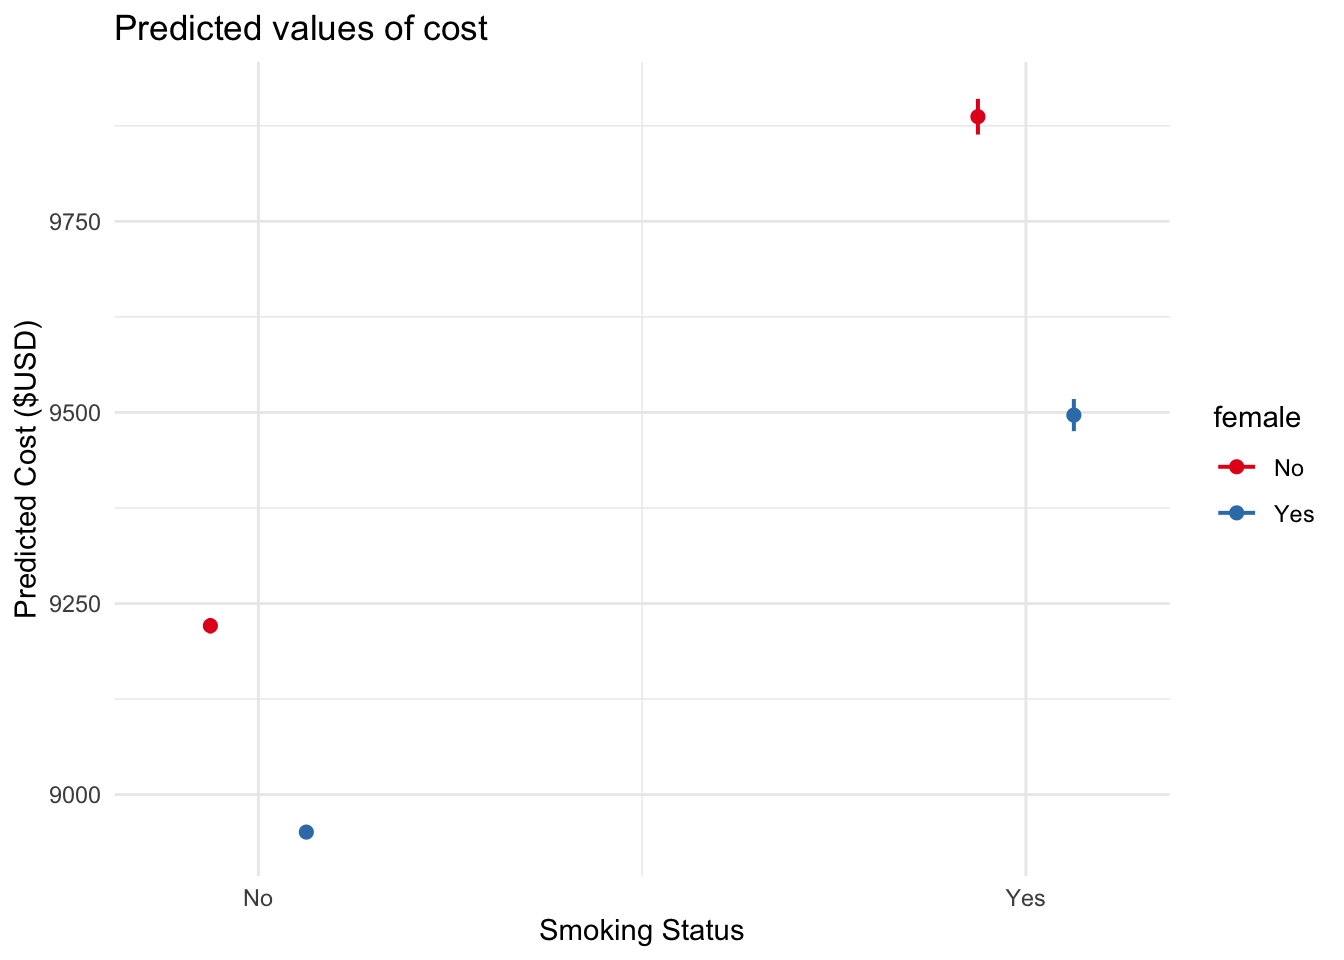 Predicted values of cost
Predicted Cost ($USD)
9750
9500
9250
9000
No
Yes
Smoking Status
female
No
Yes